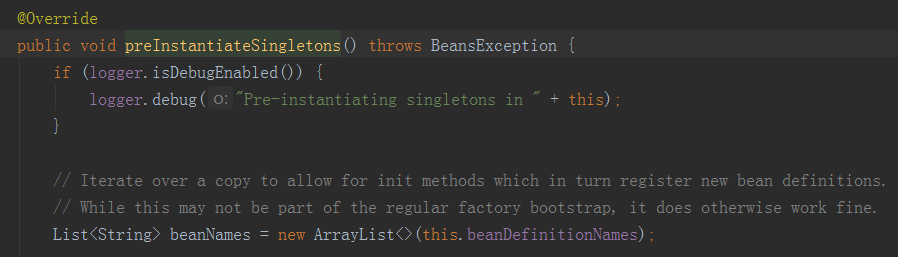 @Override
public void preInstantiateSingletons() throws BeansException {
if (logger.isDebugEnabled()) {
logger.debug( o: "Pre-instantiating singletons in " + this);
}
// Iterate over a copy to allow for init methods which in turn register new bean definitions.
// While this may not be part of the regular factory bootstrap, it does otherwise work fine.
List<String> beanNames = new ArrayList<>(this.beanDefinitionNames);